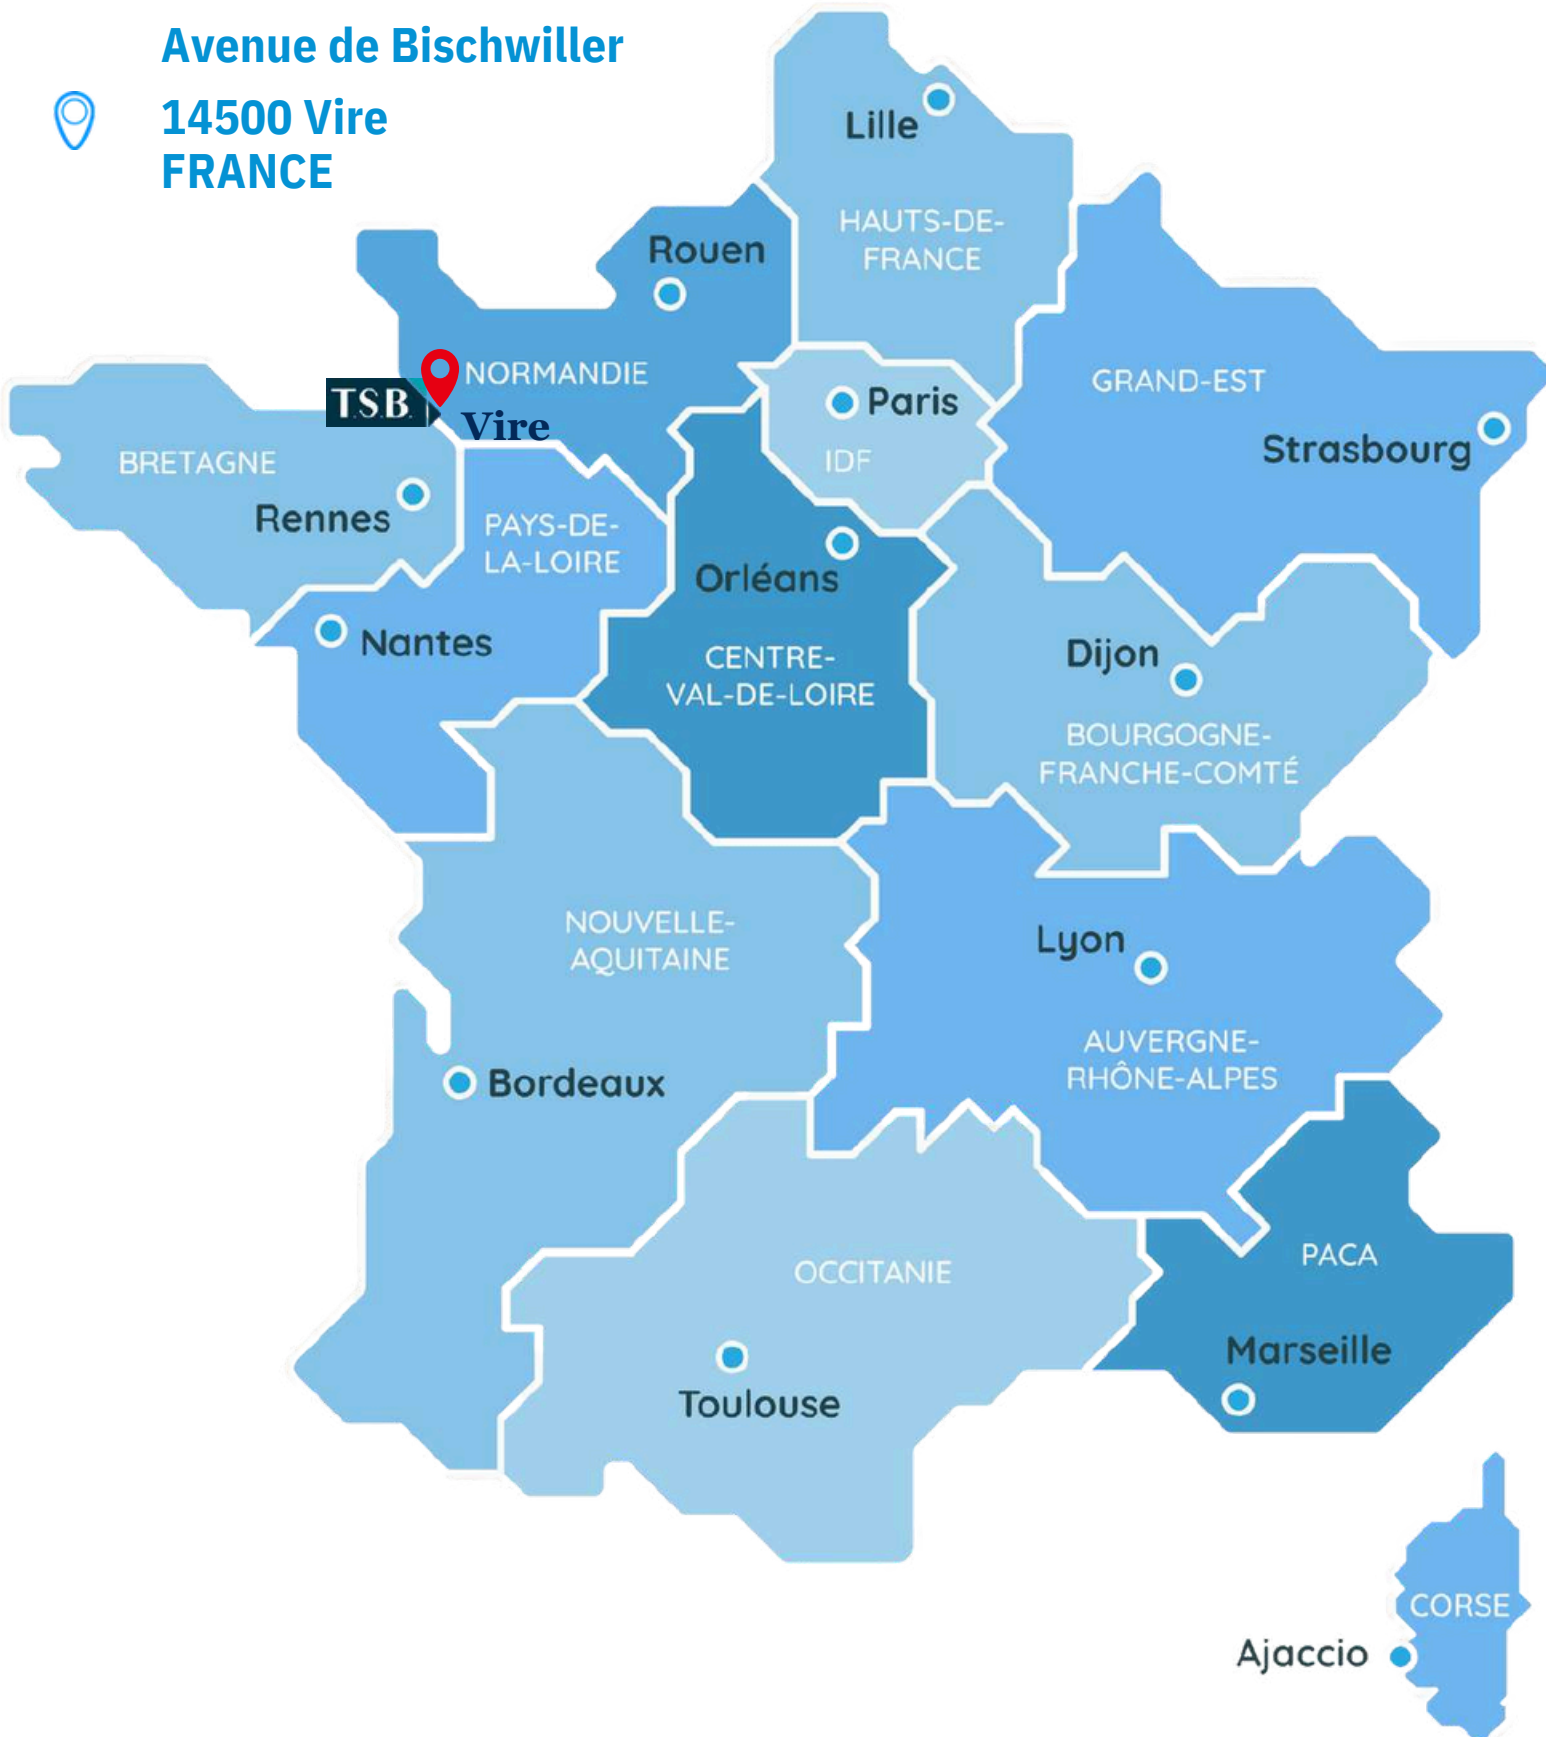 Avenue de Bischwiller
14500 Vire
FRANCE
Lille
HAUTS-DE-
FRANCE
Rouen
NORMANDIE
T.S.B.
Vire
Paris
IDF
GRAND-EST
Strasbourg
BRETAGNE
Rennes
PAYS-DE-
LA-LOIRE
Nantes
Orléans
CENTRE-
VAL-DE-LOIRE
Dijon
BOURGOGNE-
FRANCHE-COMTÉ
NOUVELLE-
AQUITAINE
Bordeaux
Lyon
AUVERGNE-
RHÔNE-ALPES
OCCITANIE
Toulouse
PACA
Marseille
CORSE
Ajaccio